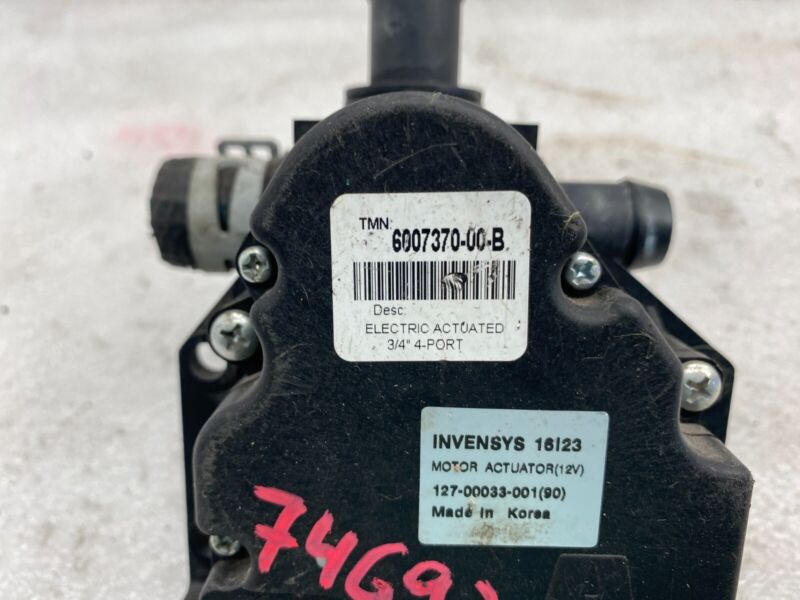 TMN:
6007370-00-B
Desc:
ELECTRIC ACTUATED
3/4" 4-PORT
INVENSYS 16I23
MOTOR ACTUATOR(12V)
127-00033-001(90)
Made in Korea
7469